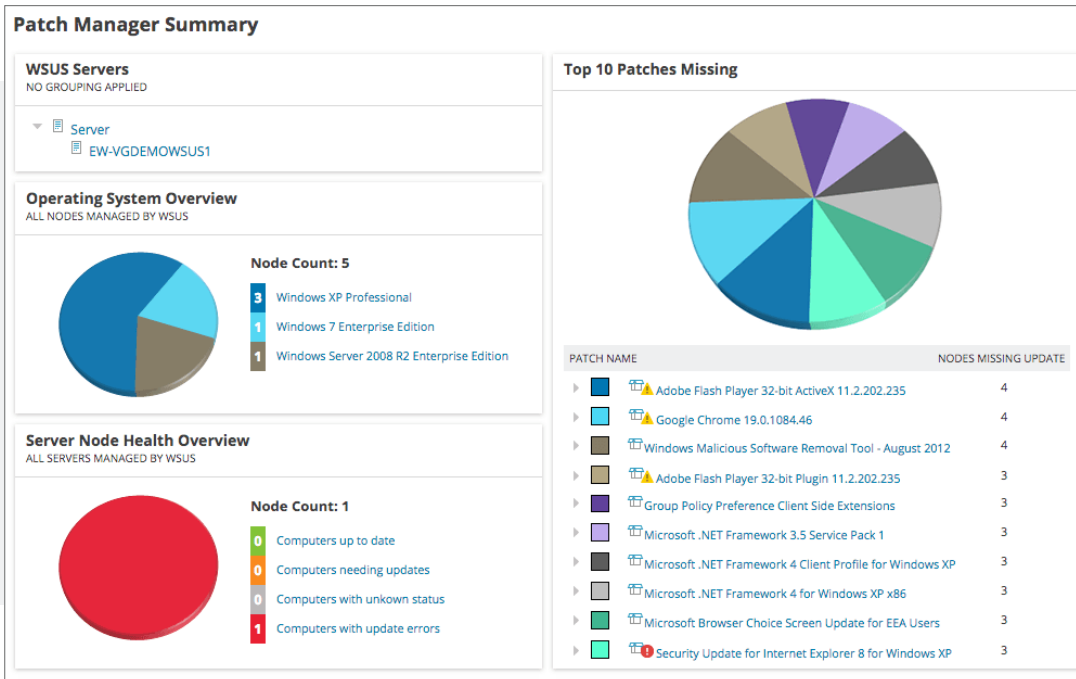 Patch Manager Summary
WSUS Servers
NO GROUPING APPLIED
Server
EW-VGDEMOWSUS1
Operating System Overview
ALL NODES MANAGED BY WSUS
Node Count: 5
3 Windows XP Professional
1 Windows 7 Enterprise Edition
1 Windows Server 2008 R2 Enterprise Edition
Server Node Health Overview
ALL SERVERS MANAGED BY WSUS
Node Count: 1
0 Computers up to date
0 Computers needing updates
0 Computers with unkown status
1 Computers with update errors
Top 10 Patches Missing
PATCH NAME NODES MISSING UPDATE
Adobe Flash Player 32-bit ActiveX 11.2.202.235 4
Google Chrome 19.0.1084.46 4
Windows Malicious Software Removal Tool - August 2012 4
Adobe Flash Player 32-bit Plugin 11.2.202.235 3
Group Policy Preference Client Side Extensions 3
Microsoft .NET Framework 3.5 Service Pack 1 3
Microsoft .NET Framework 4 Client Profile for Windows XP 3
Microsoft .NET Framework 4 for Windows XP x86 3
Microsoft Browser Choice Screen Update for EEA Users 3
Security Update for Internet Explorer 8 for Windows XP 3